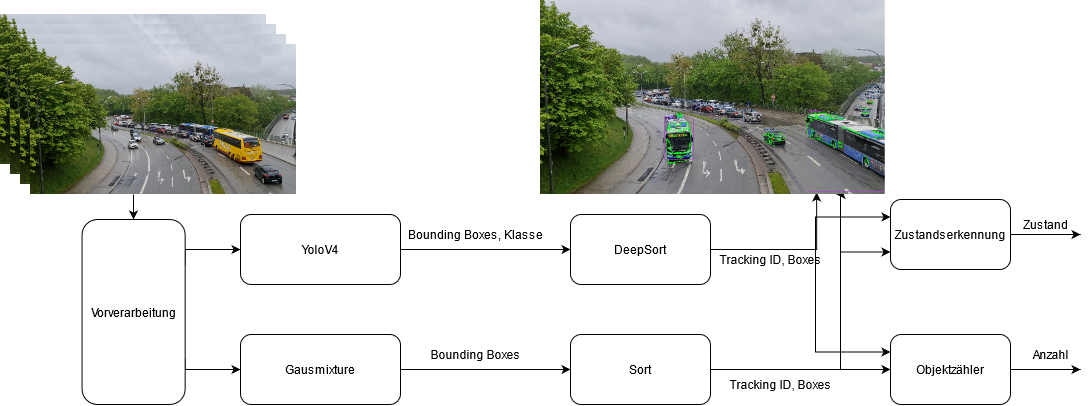 Vorverarbeitung
YoloV4
Bounding Boxes, Klasse
DeepSort
Tracking ID, Boxes
Zustandserkennung
Zustand
Gausmixture
Bounding Boxes
Sort
Tracking ID, Boxes
Objektzähler
Anzahl